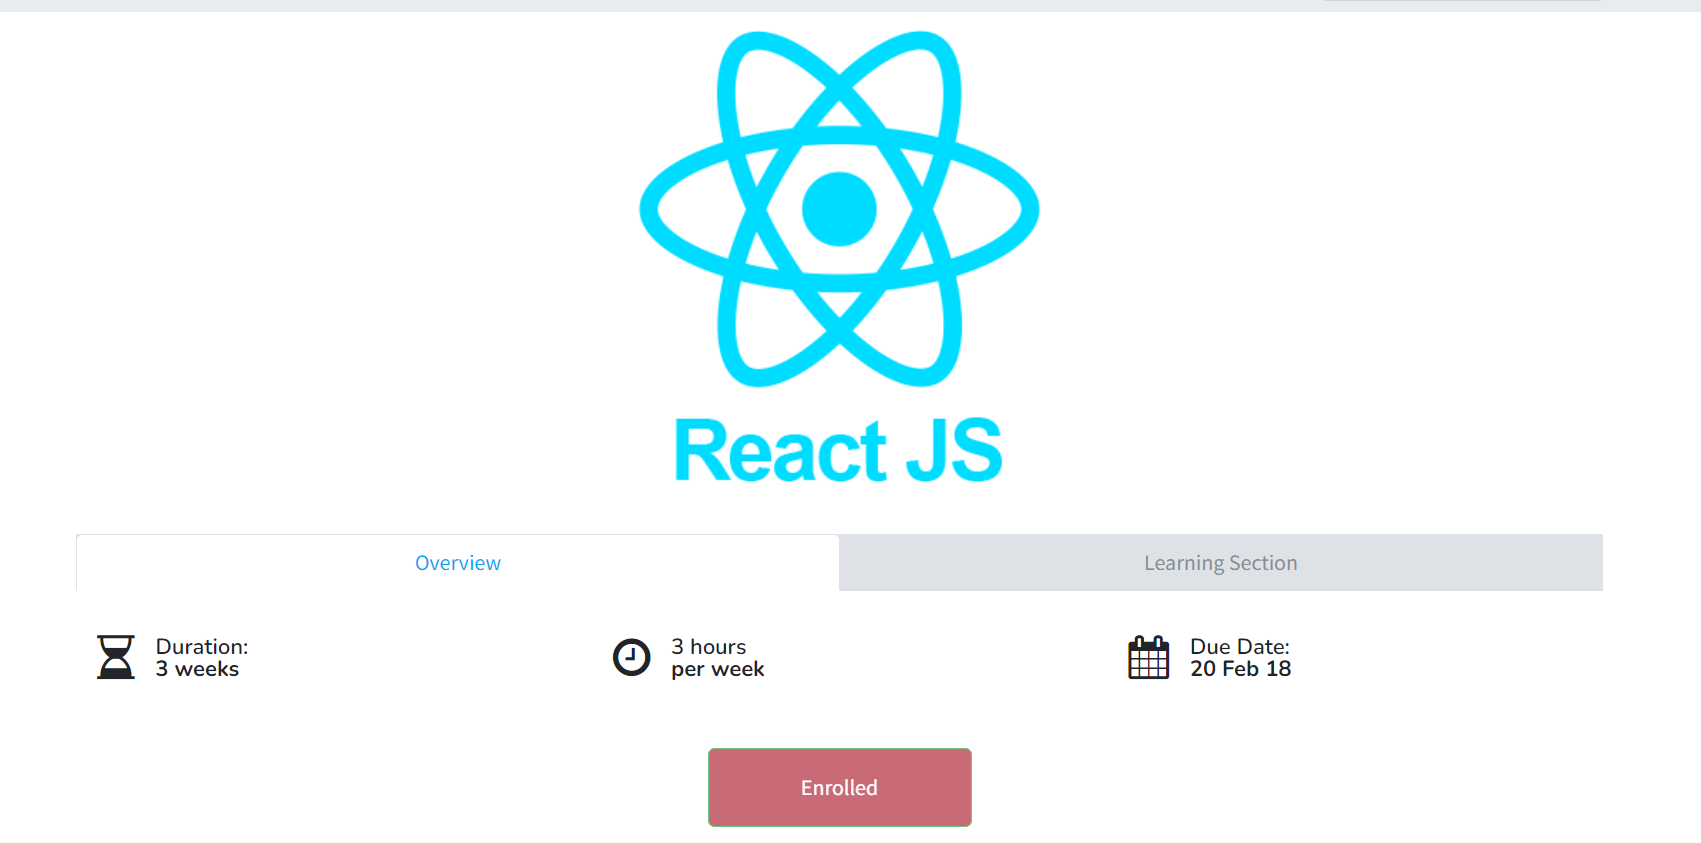 React JS
Overview
Learning Section
Duration:
3 weeks
3 hours
per week
Due Date:
20 Feb 18
Enrolled